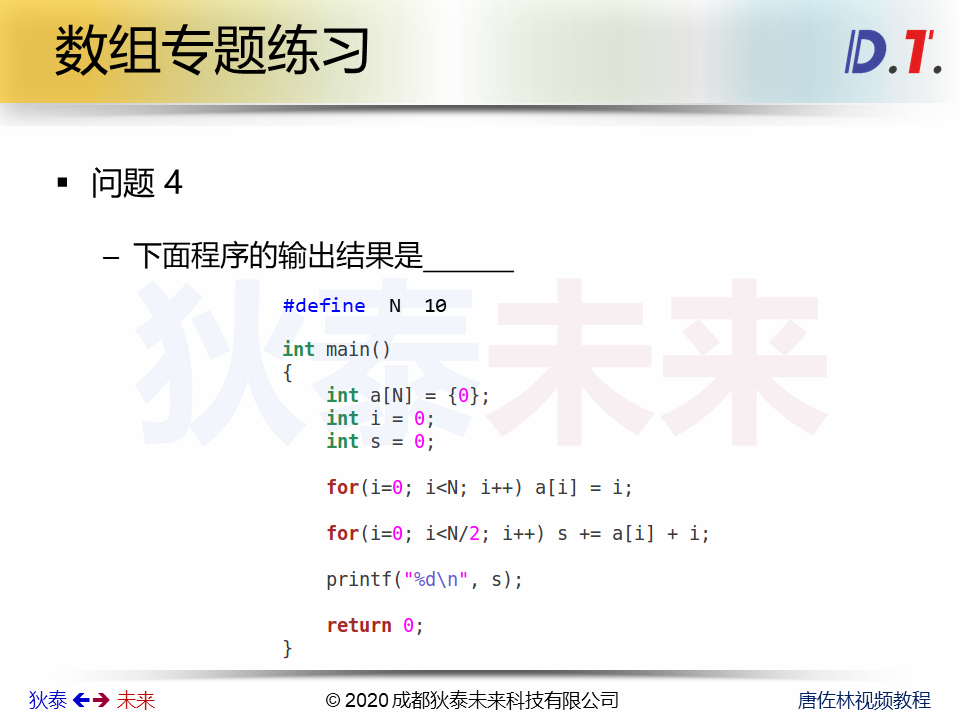 数组专题练习
D.T.
▪ 问题 4
– 下面程序的输出结果是______
狄泰未来
#define N 10
int main()
{
    int a[N] = {0};
    int i = 0;
    int s = 0;
    for(i=0; i<N; i++) a[i] = i;
    for(i=0; i<N/2; i++) s += a[i] + i;
    printf("%d\n", s);
    return 0;
}
狄泰 ←→ 未来
© 2020 成都狄泰未来科技有限公司
唐佐林视频教程